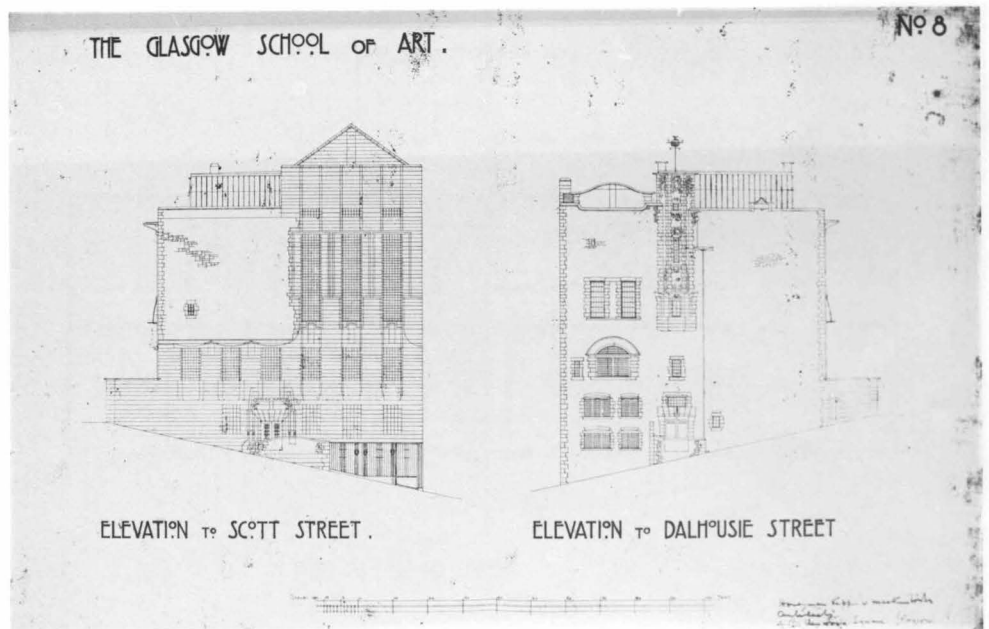 THE GLASGOW SCHOOL OF ART.
No 8
ELEVATION TO SCOTT STREET.
ELEVATION TO DALHOUSIE STREET